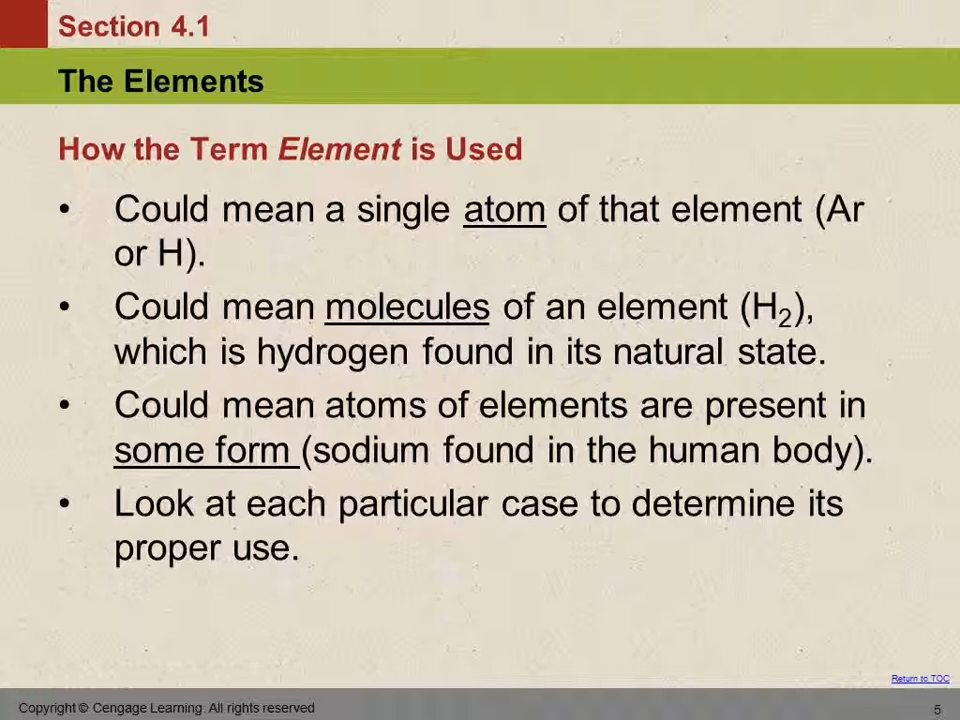 Section 4.1
The Elements
How the Term Element is Used
• Could mean a single atom of that element (Ar
or H).
• Could mean molecules of an element (H₂),
which is hydrogen found in its natural state.
• Could mean atoms of elements are present in
some form (sodium found in the human body).
• Look at each particular case to determine its
proper use.
Return to TOC
Copyright © Cengage Learning. All rights reserved
5